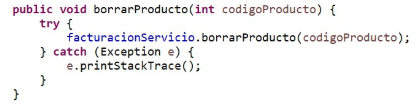 public void borrarProducto(int codigoProducto) {
    try {
        facturacionServicio.borrarProducto(codigoProducto);
    } catch (Exception e) {
        e.printStackTrace();
    }
}